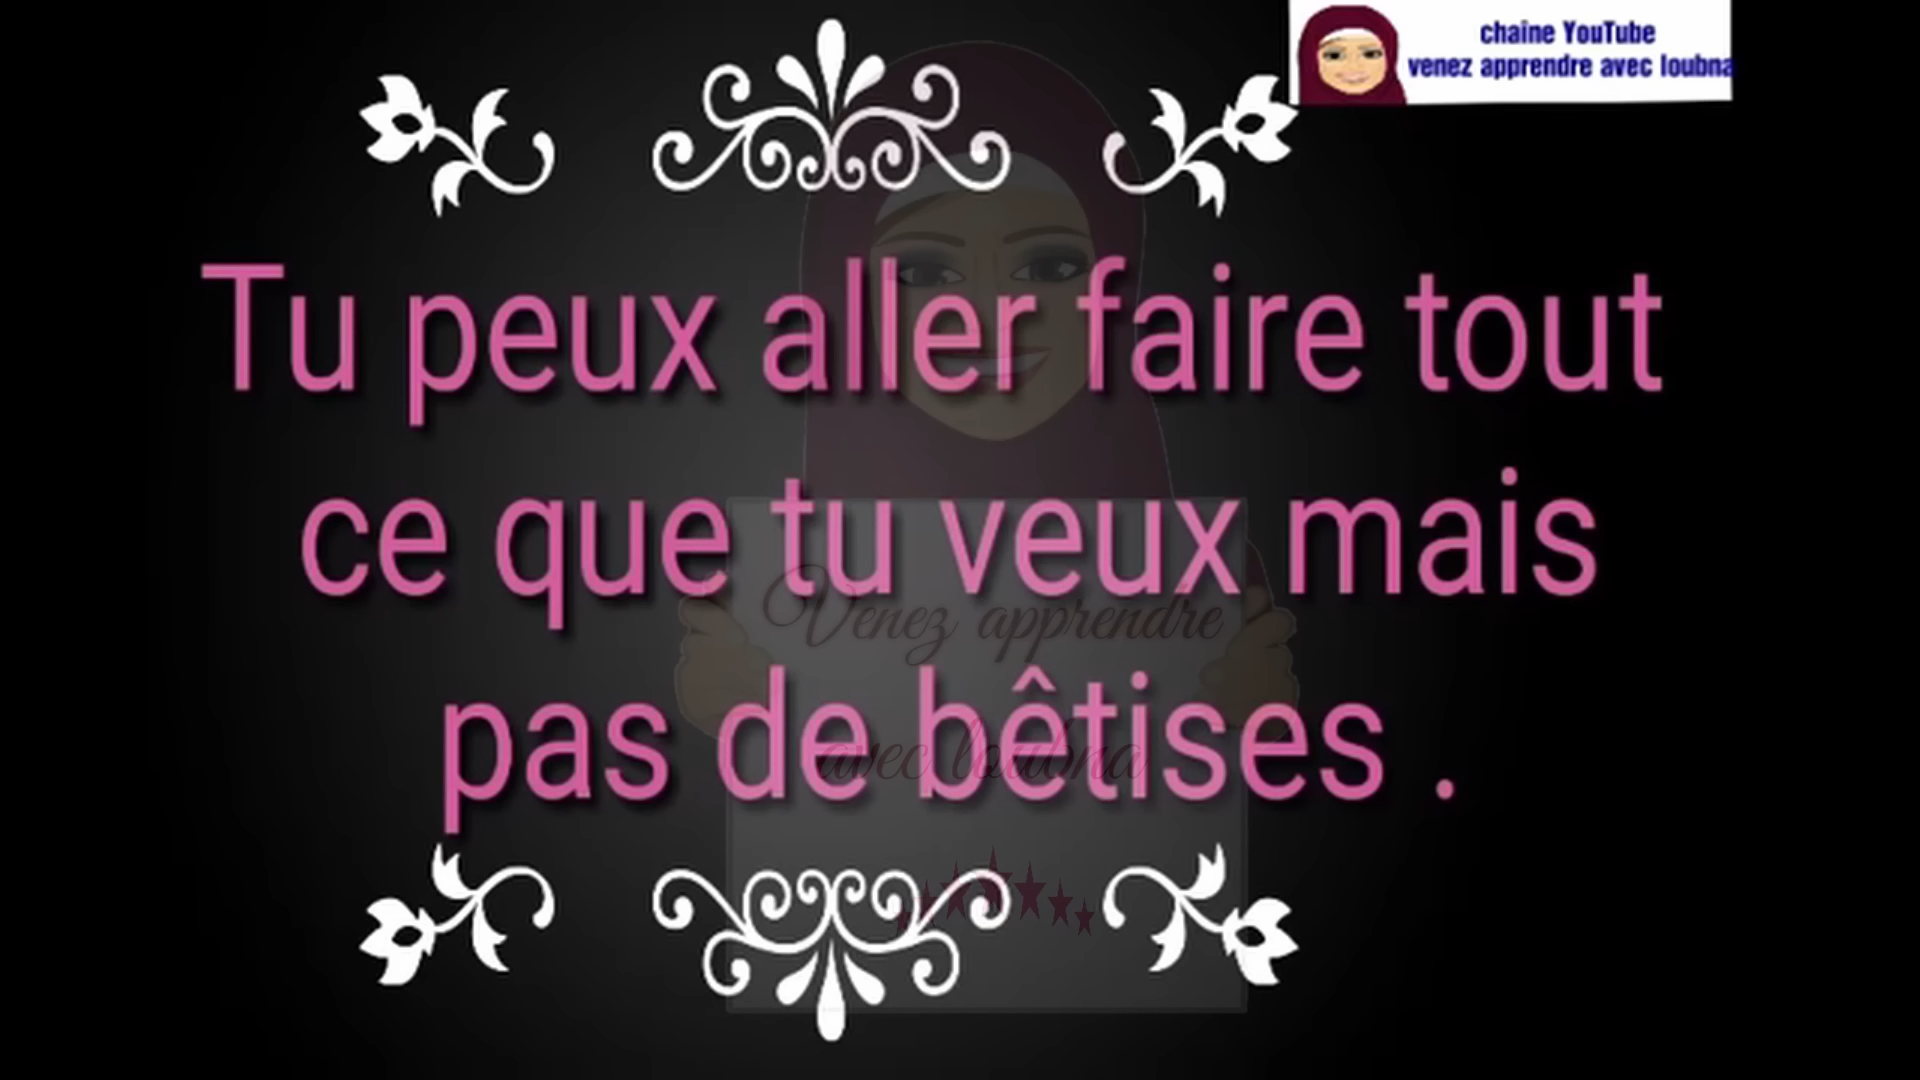 chaîne YouTube
venez apprendre avec loubna
Tu peux aller faire tout
ce que tu veux mais
pas de bêtises .
Venez apprendre
avec loubna